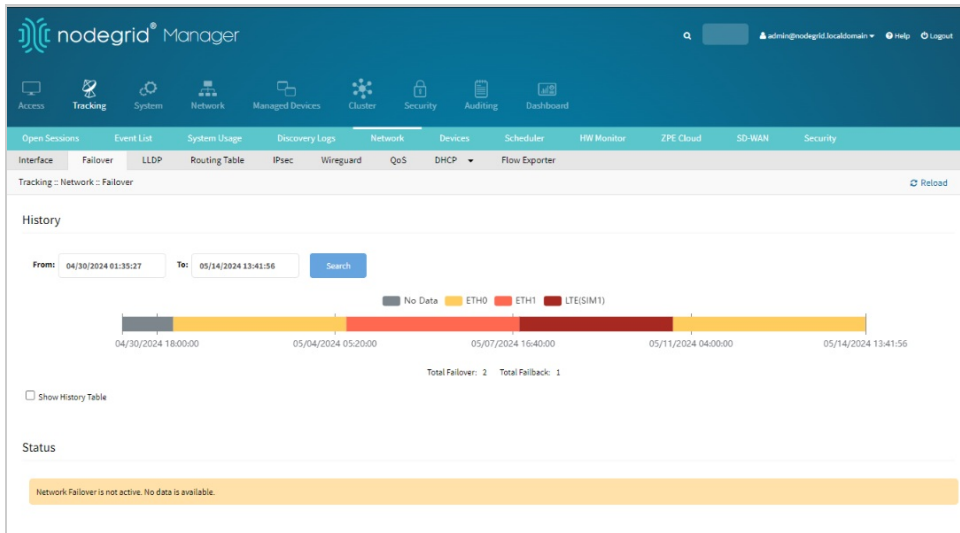 nodegrid® Manager
admin@nodegrid.localdomain Help Logout
Access Tracking System Network Managed Devices Cluster Security Auditing Dashboard
Open Sessions Event List System Usage Discovery Logs Network Devices Scheduler HW Monitor ZPE Cloud SD-WAN Security
Interface Failover LLDP Routing Table IPsec Wireguard QoS DHCP Flow Exporter
Tracking :: Network :: Failover Reload
History
From: 04/30/2024 01:35:27 To: 05/14/2024 13:41:56 Search
No Data ETH0 ETH1 LTE(SIM1)
04/30/2024 18:00:00 05/04/2024 05:20:00 05/07/2024 16:40:00 05/11/2024 04:00:00 05/14/2024 13:41:56
Total Failover: 2 Total Failback: 1
Show History Table
Status
Network Failover is not active. No data is available.